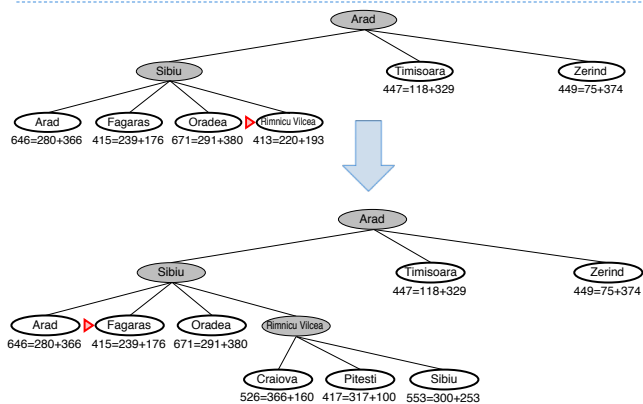 Arad
Sibiu Timisoara Zerind
447=118+329 449=75+374
Arad Fagaras Oradea Rimnicu Vilcea
646=280+366 415=239+176 671=291+380 413=220+193
Arad
Sibiu Timisoara Zerind
447=118+329 449=75+374
Arad Fagaras Oradea Rimnicu Vilcea
646=280+366 415=239+176 671=291+380
Craiova Pitesti Sibiu
526=366+160 417=317+100 553=300+253